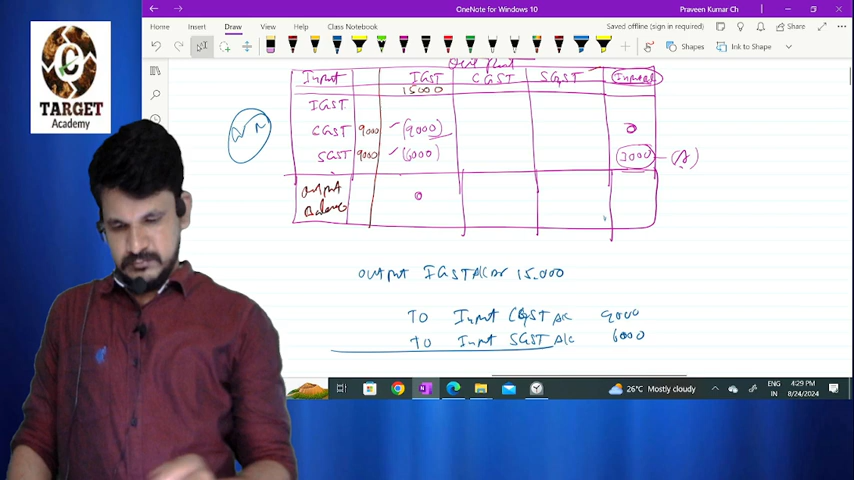 OneNote for Windows 10
Praveen Kumar Ch
Home Insert Draw View Help Class Notebook
Saved offline (sign in required)
Share
Shapes
Ink to Shape
C
TARGET
Academy
Input IGST CGST SGST
15000
IGST
CGST 9000 (9000) 0
SGST 9000 (6000) 3000 (A)
WN
Output
Balance 0
Output IGST A/c Dr 15,000
TO Input CGST A/c 9000
TO Input SGST A/c 6000
26°C Mostly cloudy
ENG
IN
4:29 PM
8/24/2024